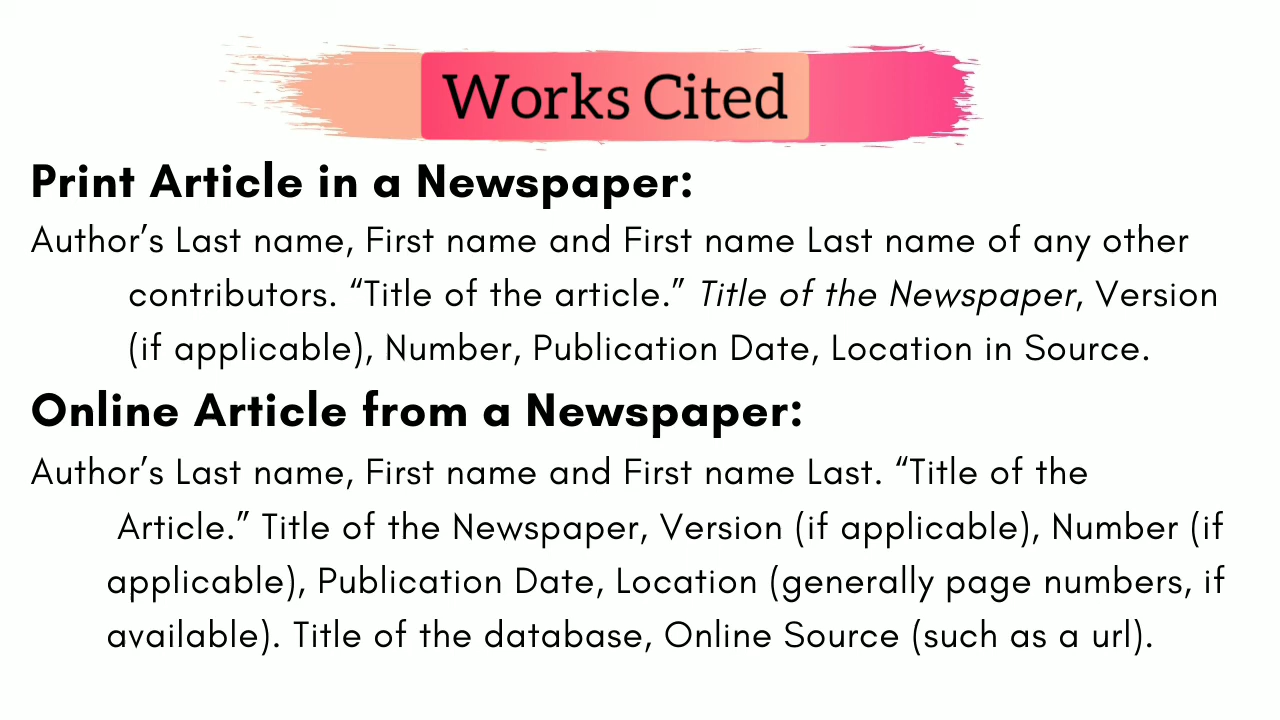 Works Cited
Print Article in a Newspaper:
Author’s Last name, First name and First name Last name of any other
contributors. “Title of the article.” Title of the Newspaper, Version
(if applicable), Number, Publication Date, Location in Source.
Online Article from a Newspaper:
Author’s Last name, First name and First name Last. “Title of the
Article.” Title of the Newspaper, Version (if applicable), Number (if
applicable), Publication Date, Location (generally page numbers, if
available). Title of the database, Online Source (such as a url).